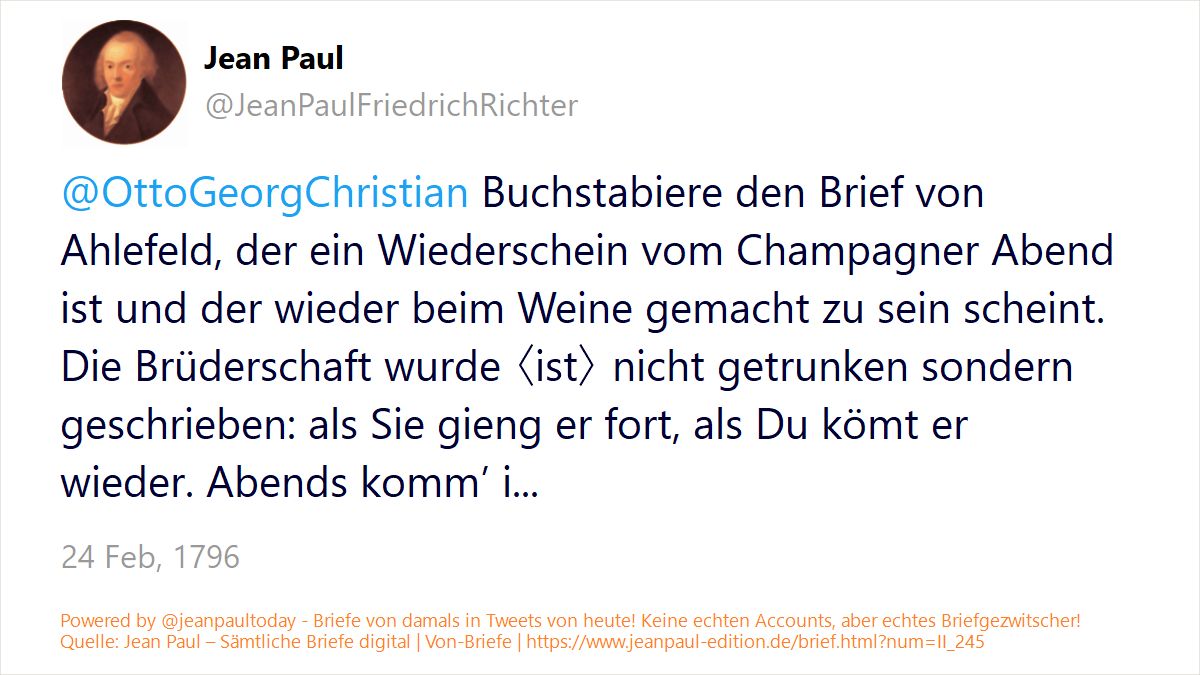 Jean Paul
@JeanPaulFriedrichRichter
@OttoGeorgChristian Buchstabiere den Brief von
Ahlefeld, der ein Wiederschein vom Champagner Abend
ist und der wieder beim Weine gemacht zu sein scheint.
Die Brüderschaft wurde 〈ist〉 nicht getrunken sondern
geschrieben: als Sie gieng er fort, als Du kömt er
wieder. Abends komm’ i...
24 Feb, 1796
Powered by @jeanpaultoday - Briefe von damals in Tweets von heute! Keine echten Accounts, aber echtes Briefgezwitscher!
Quelle: Jean Paul – Sämtliche Briefe digital | Von-Briefe | https://www.jeanpaul-edition.de/brief.html?num=II_245